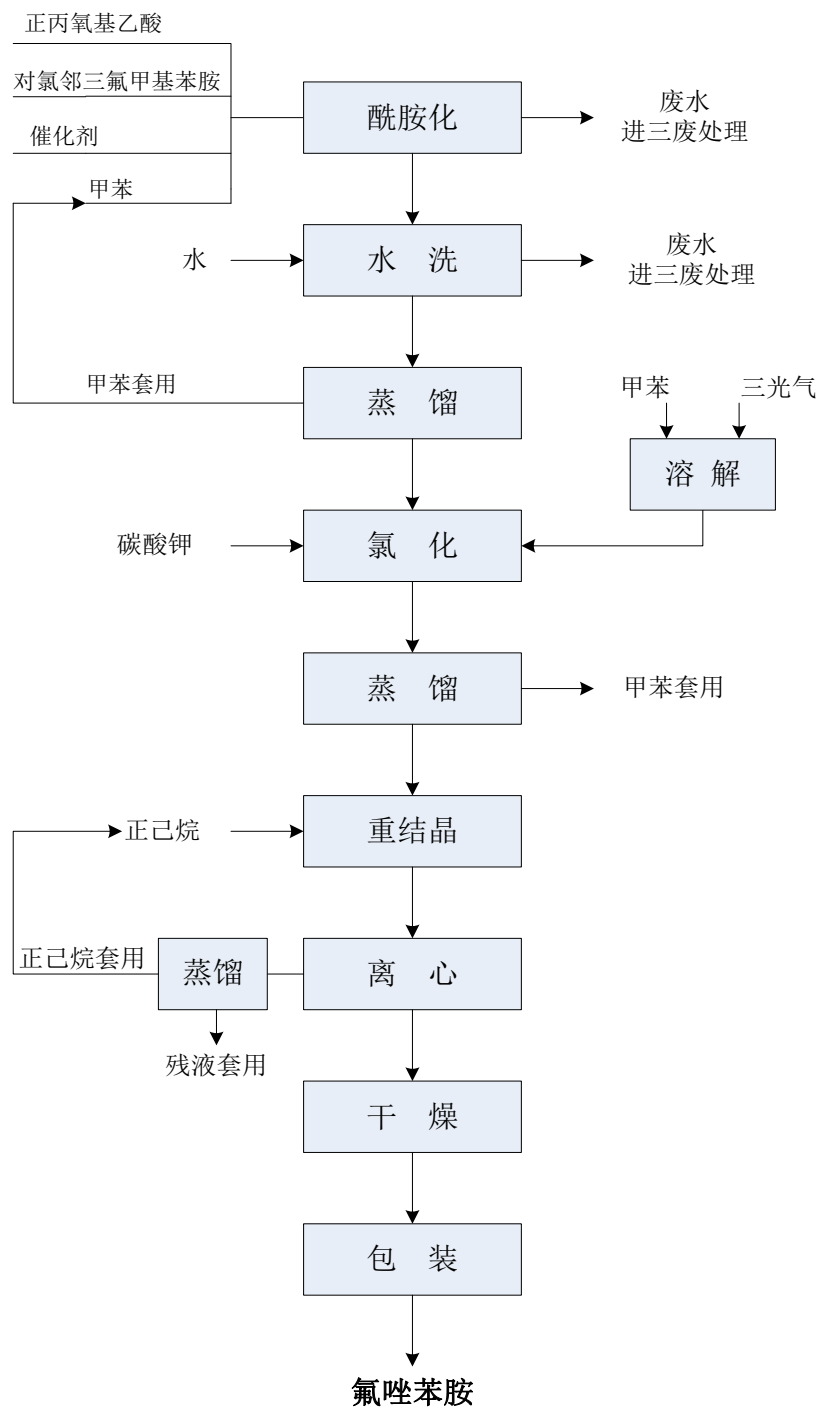 正丙氧基乙酸
对氯邻三氟甲基苯胺
催化剂
甲苯
酰胺化
废水
进三废处理
水
水 洗
废水
进三废处理
甲苯套用
蒸 馏
甲苯
三光气
溶 解
碳酸钾
氯 化
蒸 馏
甲苯套用
正己烷
重结晶
正己烷套用
蒸馏
离 心
残液套用
干 燥
包 装
氟唑苯胺